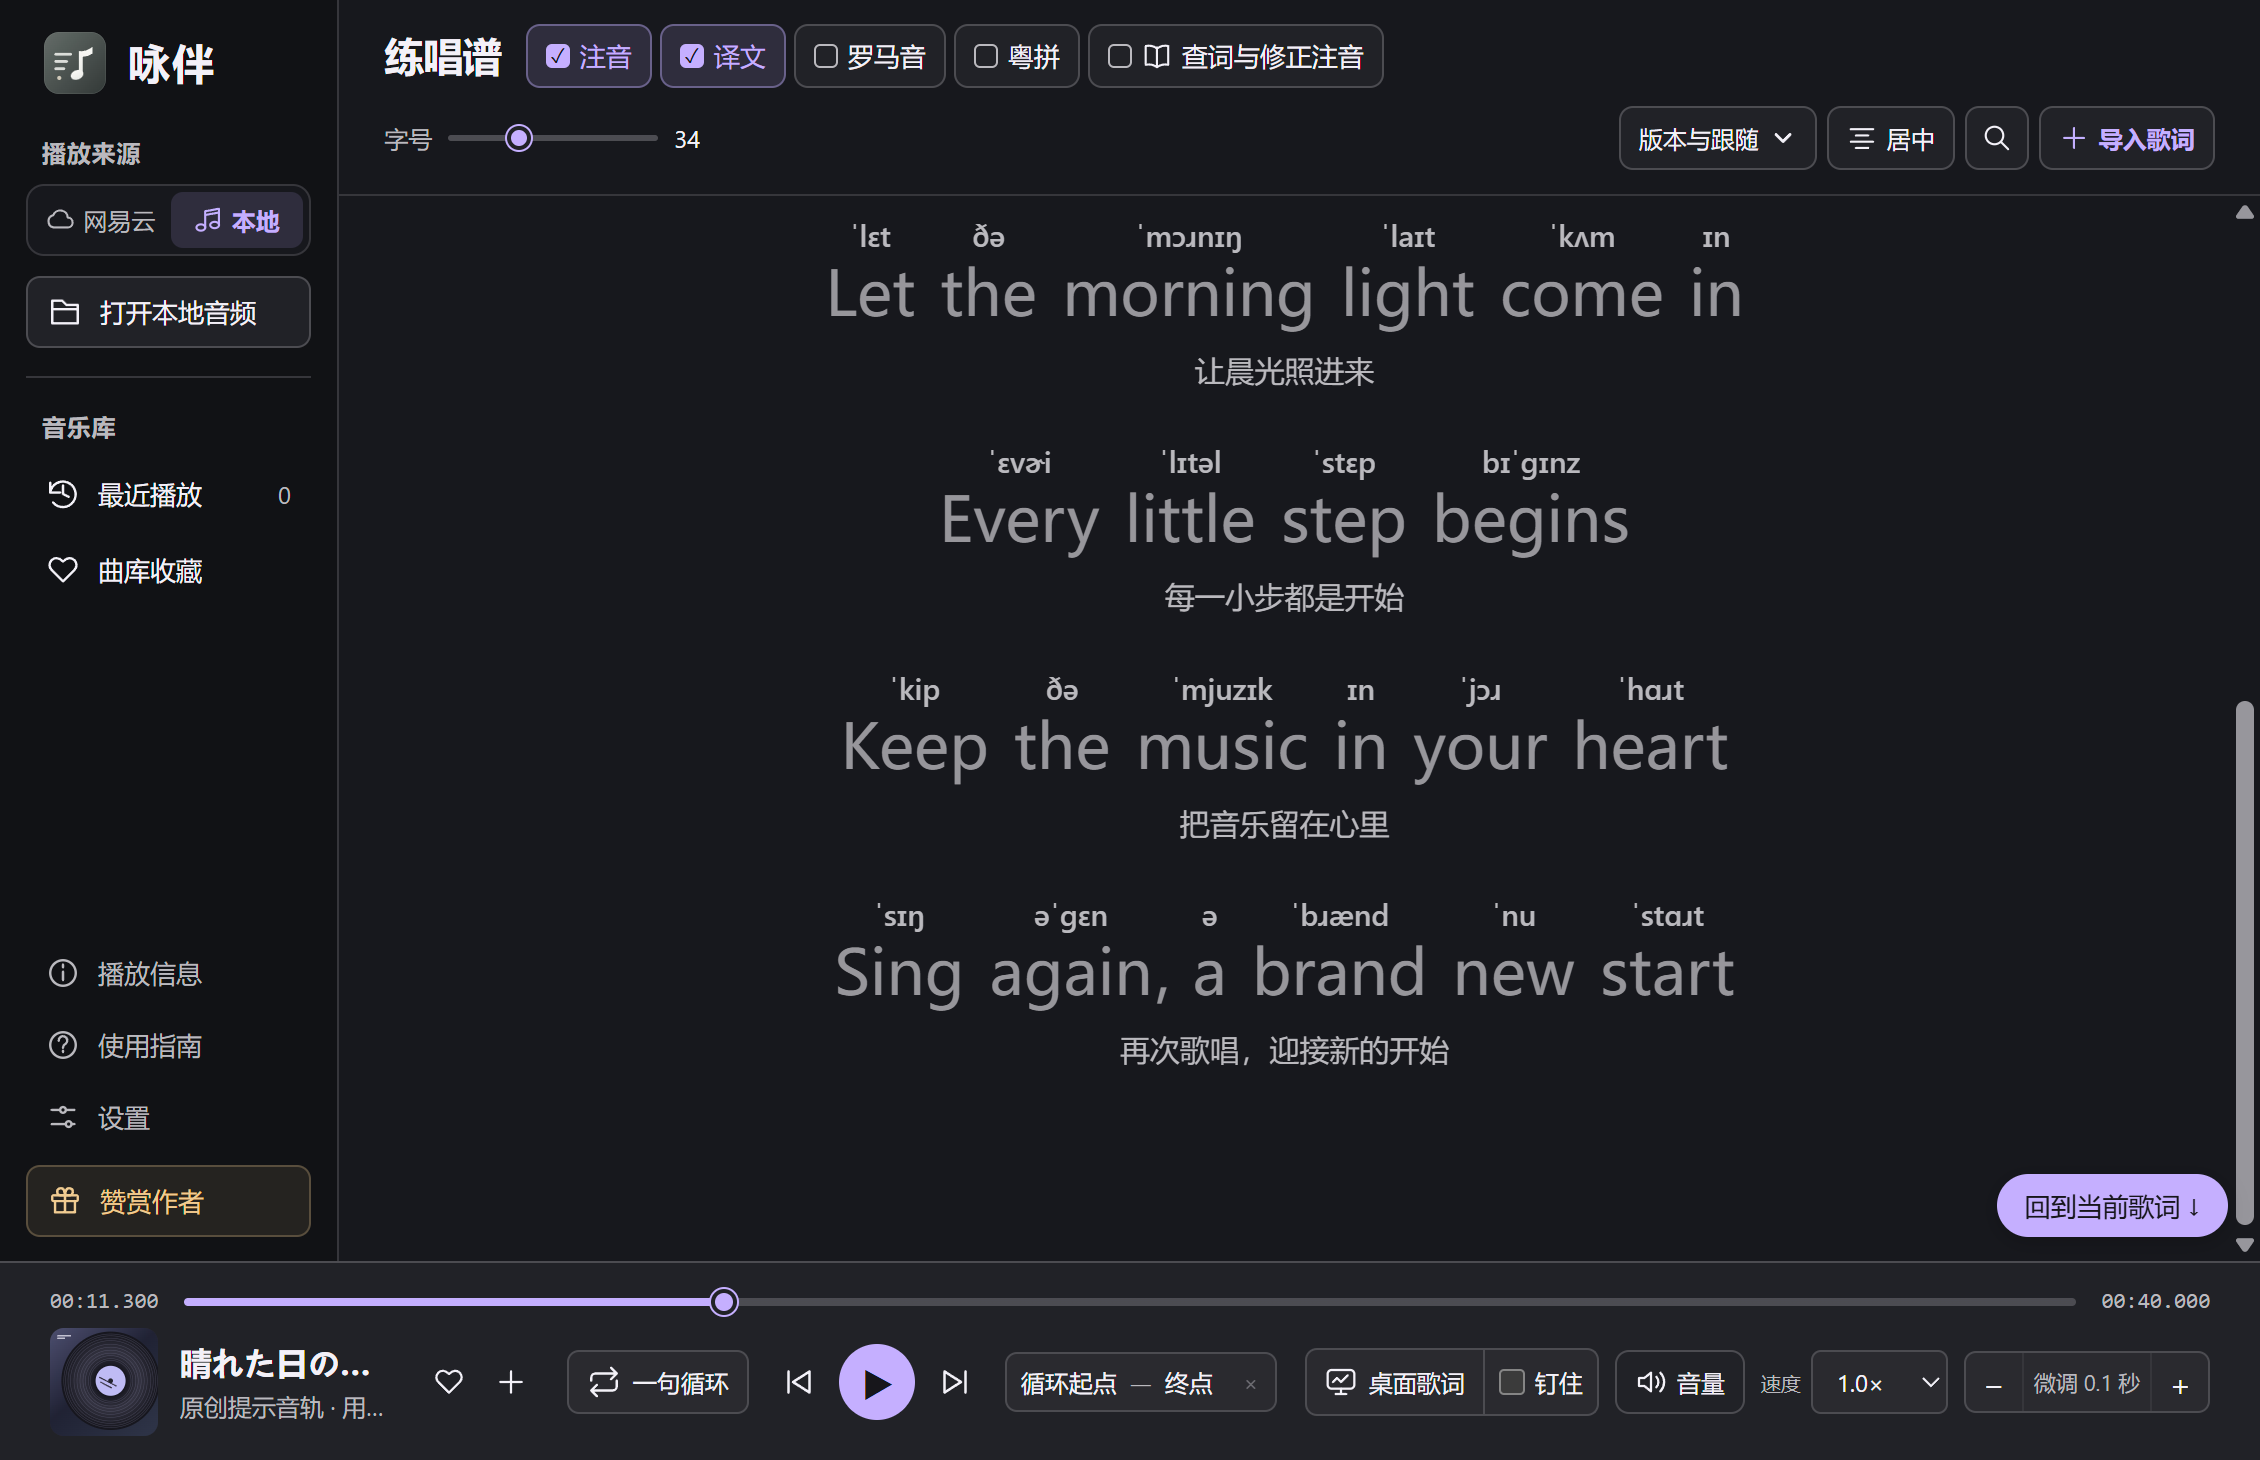 咏伴
播放来源
网易云 本地
打开本地音频
音乐库
最近播放 0
曲库收藏
播放信息
使用指南
设置
赞赏作者
练唱谱 注音 译文 罗马音 粤拼 查词与修正注音
字号 34
版本与跟随 居中 导入歌词
ˈlɛt ðə ˈmɔɹnɪŋ ˈlaɪt ˈkʌm ɪn
Let the morning light come in
让晨光照进来
ˈɛvɚi ˈlɪtəl ˈstɛp bɪˈɡɪnz
Every little step begins
每一小步都是开始
ˈkip ðə ˈmjuzɪk ɪn ˈjɔɹ ˈhɑɹt
Keep the music in your heart
把音乐留在心里
ˈsɪŋ əˈɡɛn ə ˈbɹænd ˈnu ˈstɑɹt
Sing again, a brand new start
再次歌唱，迎接新的开始
回到当前歌词 ↓
00:11.300 00:40.000
晴れた日の...
原创提示音轨 · 用...
一句循环 循环起点 — 终点 × 桌面歌词 钉住 音量 速度 1.0× − 微调 0.1 秒 +